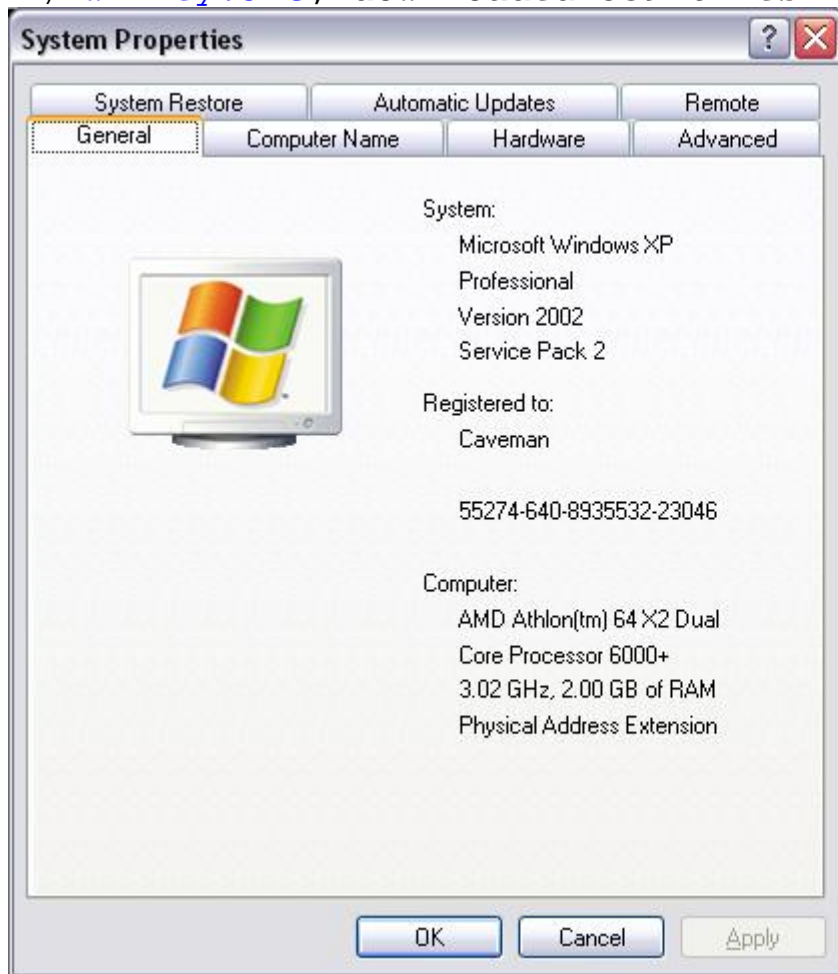 System Properties
System Restore
Automatic Updates
Remote
General
Computer Name
Hardware
Advanced
System:
Microsoft Windows XP
Professional
Version 2002
Service Pack 2
Registered to:
Caveman
55274-640-8935532-23046
Computer:
AMD Athlon(tm) 64 X2 Dual
Core Processor 6000+
3.02 GHz, 2.00 GB of RAM
Physical Address Extension
OK
Cancel
Apply